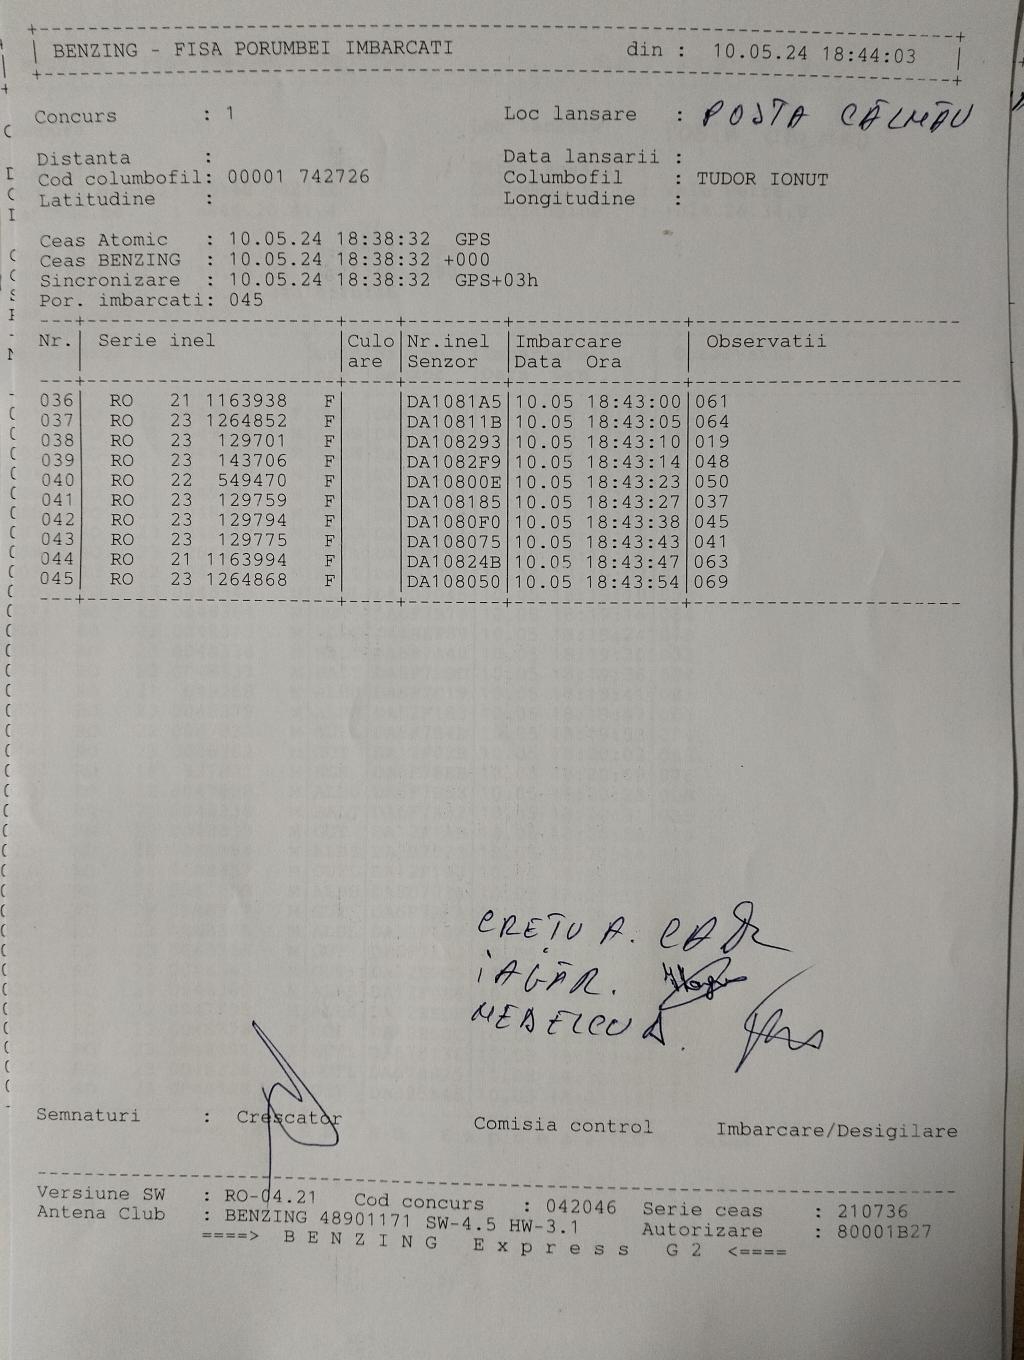 BENZING - FISA PORUMBEI IMBARCATI din : 10.05.24 18:44:03
Concurs : 1 Loc lansare : POSTA CĂLMĂU
Distanta : Data lansarii :
Cod columbofil: 00001 742726 Columbofil : TUDOR IONUT
Latitudine : Longitudine :
Ceas Atomic : 10.05.24 18:38:32 GPS
Ceas BENZING : 10.05.24 18:38:32 +000
Sincronizare : 10.05.24 18:38:32 GPS+03h
Por. imbarcati: 045
Nr.| Serie inel |Culo|Nr.inel |Imbarcare | Observatii
| |are |Senzor |Data Ora |
036| RO 21 1163938 F| |DA1081A5|10.05 18:43:00|061
037| RO 23 1264852 F| |DA10811B|10.05 18:43:05|064
038| RO 23 129701 F| |DA108293|10.05 18:43:10|019
039| RO 23 143706 F| |DA1082F9|10.05 18:43:14|048
040| RO 22 549470 F| |DA10800E|10.05 18:43:23|050
041| RO 23 129759 F| |DA108185|10.05 18:43:27|037
042| RO 23 129794 F| |DA1080F0|10.05 18:43:38|045
043| RO 23 129775 F| |DA108075|10.05 18:43:43|041
044| RO 21 1163994 F| |DA10824B|10.05 18:43:47|063
045| RO 23 1264868 F| |DA108050|10.05 18:43:54|069
CREȚU A.
IAGĂR.
Semnaturi : Crescator Comisia control Imbarcare/Desigilare
Versiune SW : RO-04.21 Cod concurs : 042046 Serie ceas : 210736
Antena Club : BENZING 48901171 SW-4.5 HW-3.1 Autorizare : 80001B27
====> B E N Z I N G E x p r e s s G 2 <====